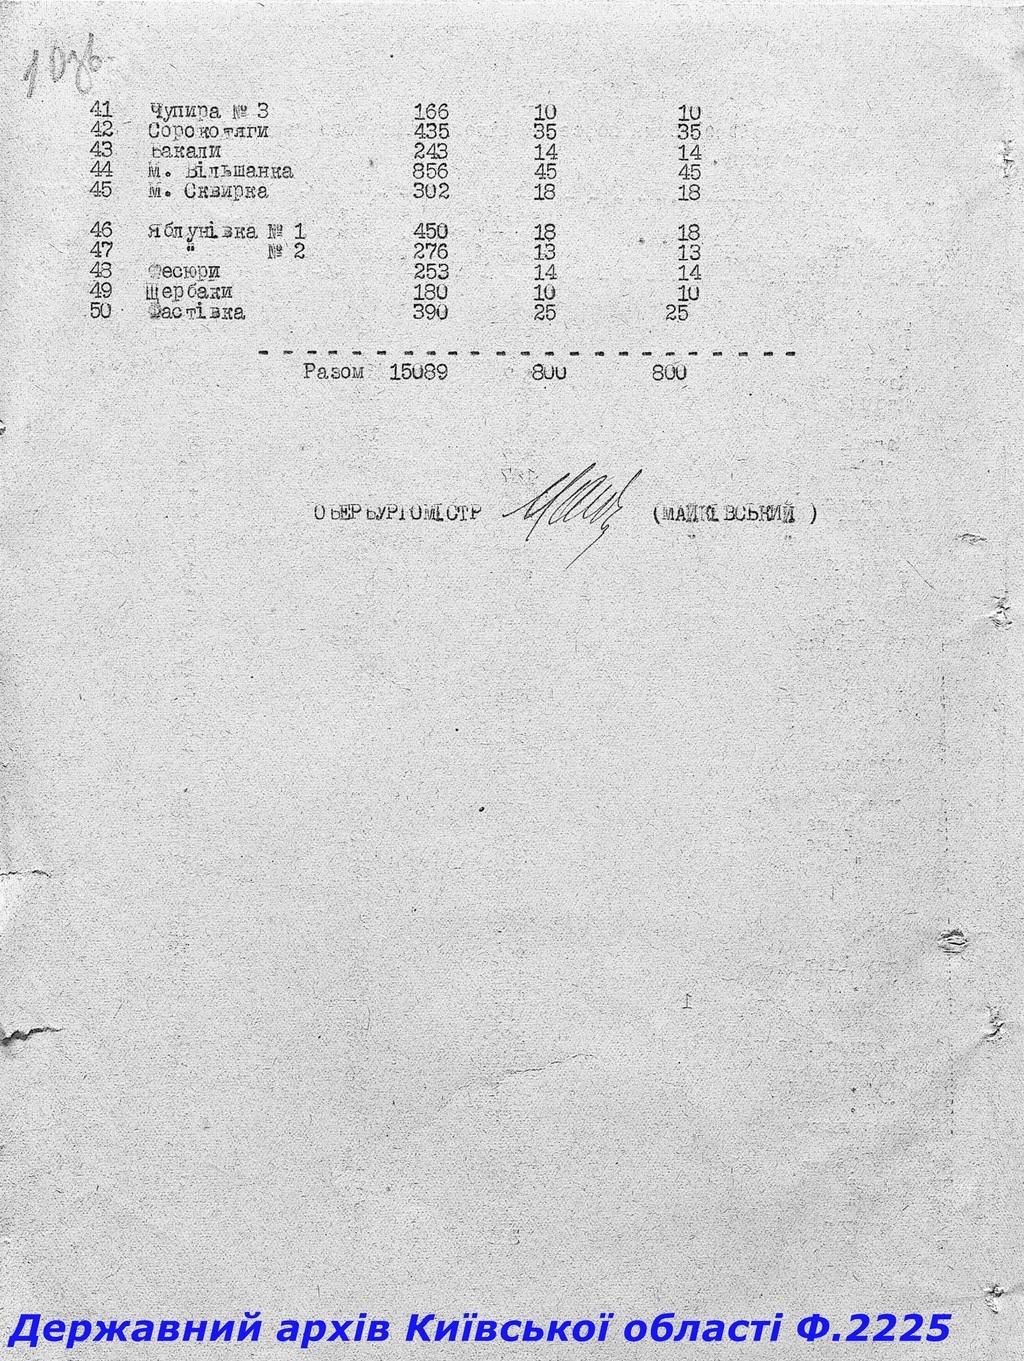 1 Озв
41 Чупира № 3 166 10 10
42 Сорокотяги 435 35 35
43 Бакали 243 14 14
44 М. Вільшанка 856 45 45
45 М. Сквирка 302 18 18
46 Яблунівка № 1 450 18 18
47 " № 2 276 13 13
48 Фесюри 253 14 14
49 Щербаки 180 10 10
50 Фастівка 390 25 25
Разом 15089 800 800
ОБЕРБУРГОМІСТР (МАЙКІВСЬКИЙ )
1
Державний архів Київської області Ф.2225